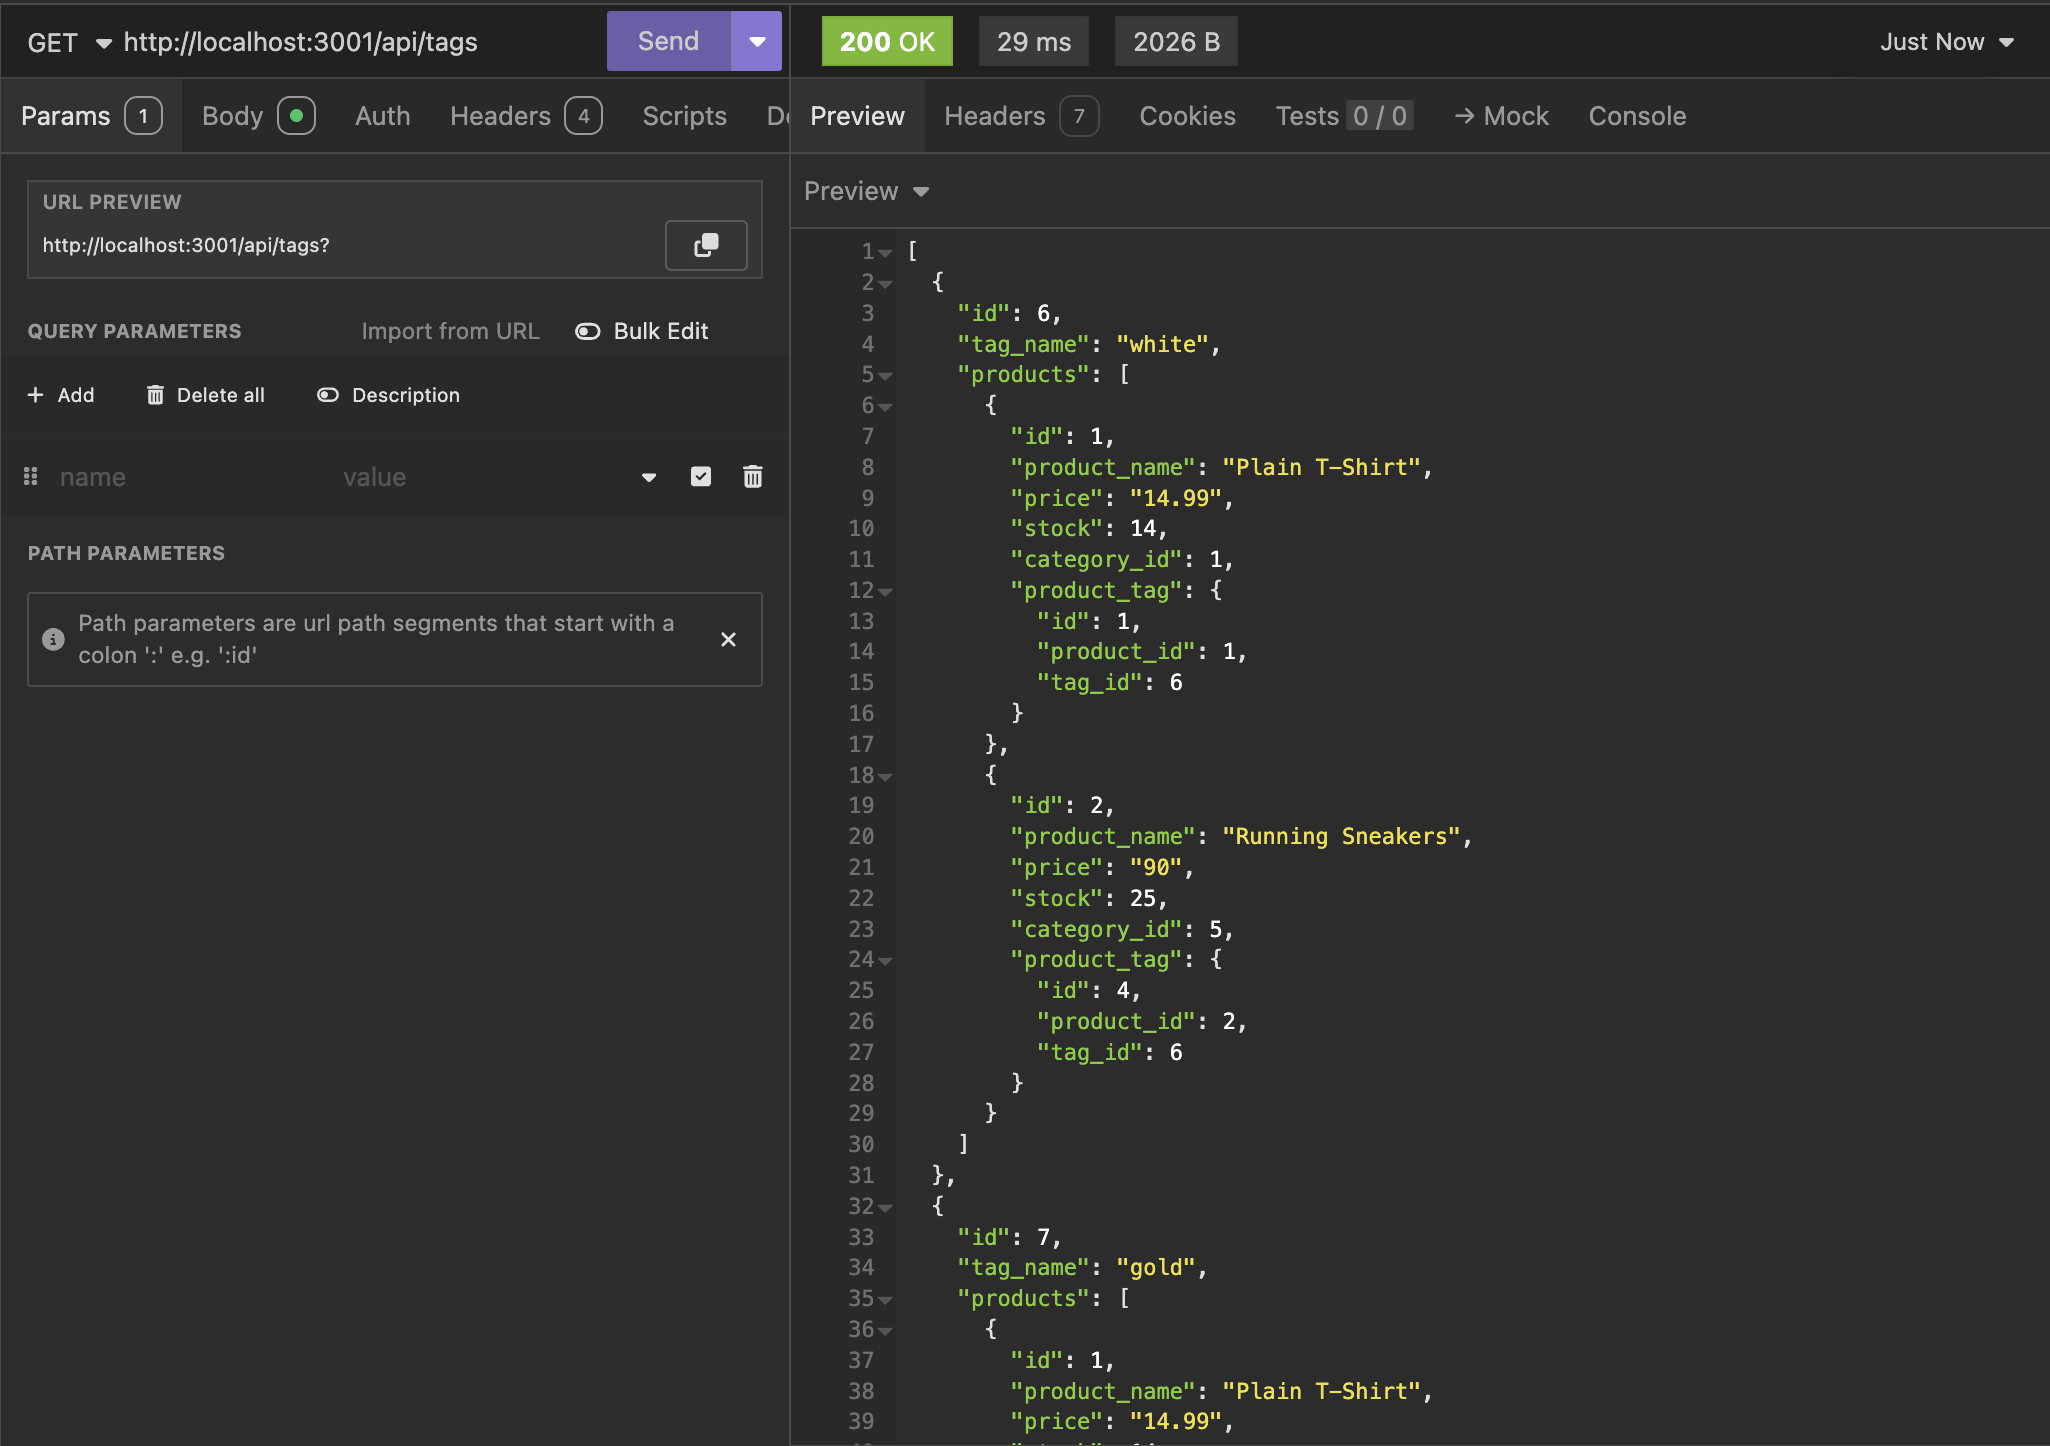 GET http://localhost:3001/api/tags Send
Params 1 Body Auth Headers 4 Scripts
URL PREVIEW
http://localhost:3001/api/tags?
QUERY PARAMETERS Import from URL Bulk Edit
+ Add Delete all Description
name value
PATH PARAMETERS
Path parameters are url path segments that start with a
colon ':' e.g. ':id'
200 OK 29 ms 2026 B Just Now
Preview Headers 7 Cookies Tests 0 / 0 → Mock Console
Preview
1 [
2 {
3 "id": 6,
4 "tag_name": "white",
5 "products": [
6 {
7 "id": 1,
8 "product_name": "Plain T-Shirt",
9 "price": "14.99",
10 "stock": 14,
11 "category_id": 1,
12 "product_tag": {
13 "id": 1,
14 "product_id": 1,
15 "tag_id": 6
16 }
17 },
18 {
19 "id": 2,
20 "product_name": "Running Sneakers",
21 "price": "90",
22 "stock": 25,
23 "category_id": 5,
24 "product_tag": {
25 "id": 4,
26 "product_id": 2,
27 "tag_id": 6
28 }
29 }
30 ]
31 },
32 {
33 "id": 7,
34 "tag_name": "gold",
35 "products": [
36 {
37 "id": 1,
38 "product_name": "Plain T-Shirt",
39 "price": "14.99",